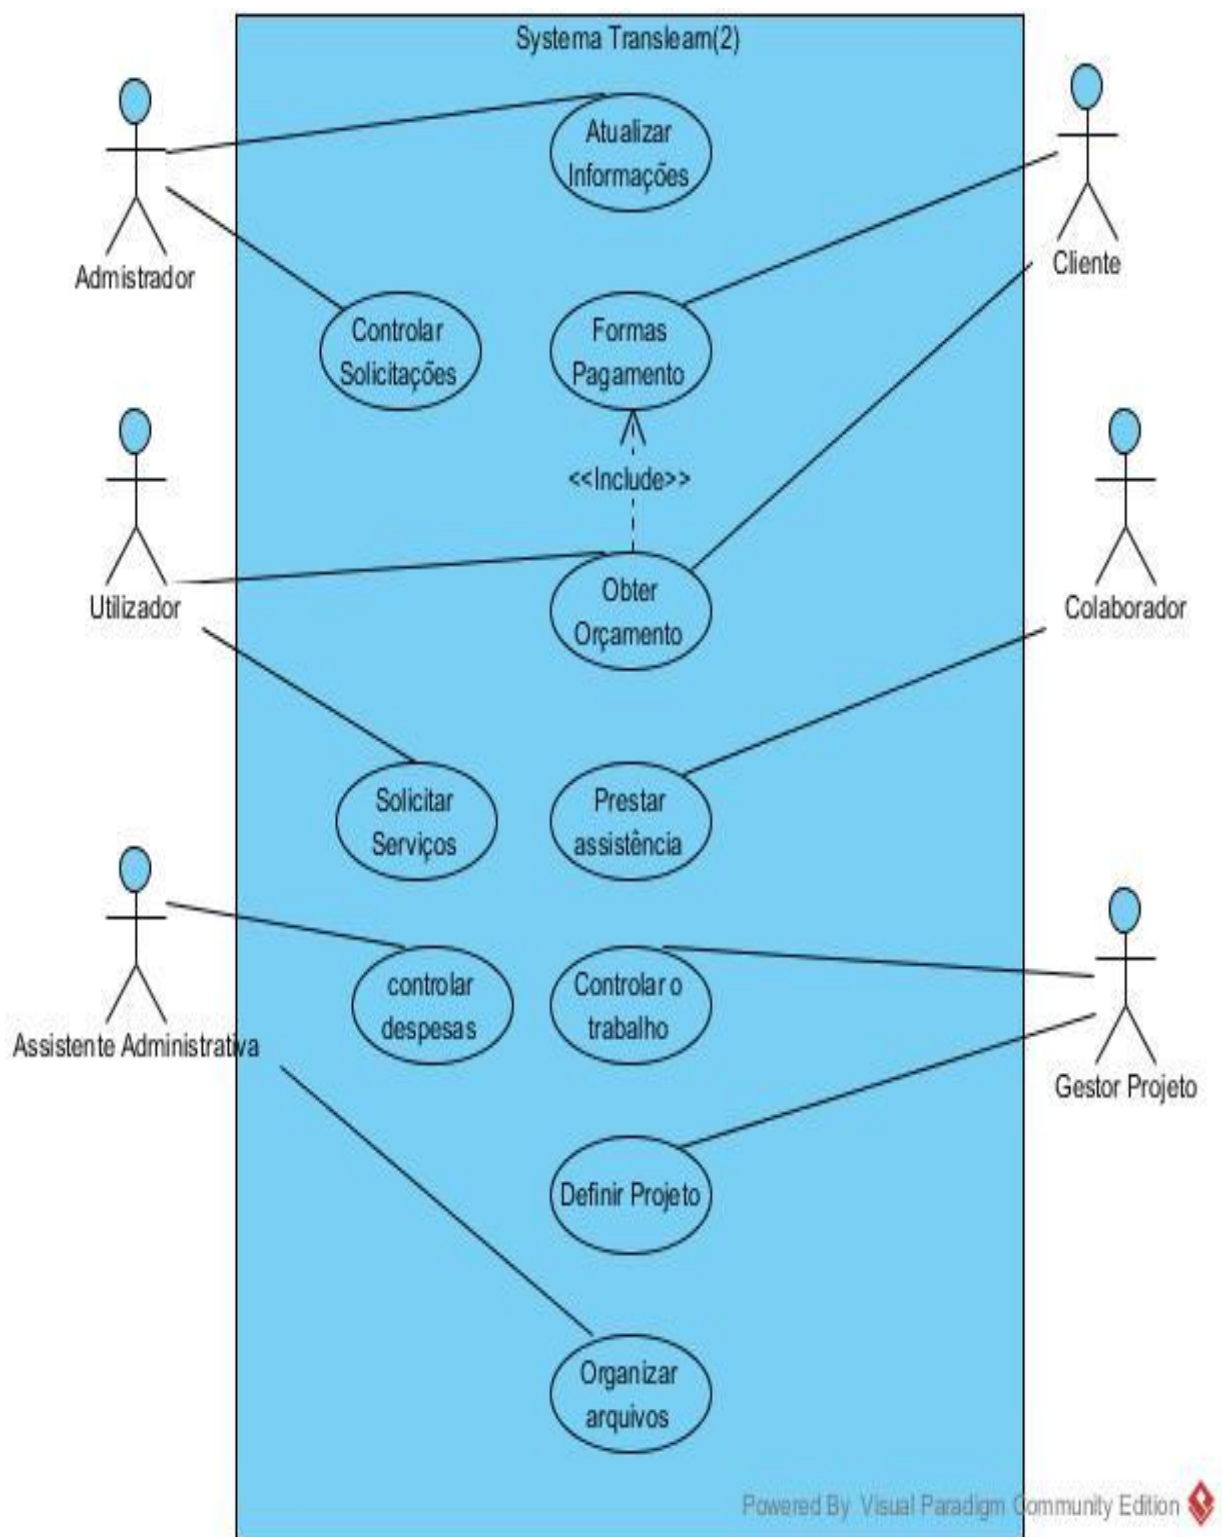 Systema Translearn(2)
Atualizar
Informações
Admistrador
Cliente
Controlar
Solicitações
Formas
Pagamento
<<Include>>
Utilizador
Obter
Orçamento
Colaborador
Solicitar
Serviços
Prestar
assistência
Assistente Administrativa
controlar
despesas
Controlar o
trabalho
Gestor Projeto
Definir Projeto
Organizar
arquivos
Powered By Visual Paradigm Community Edition